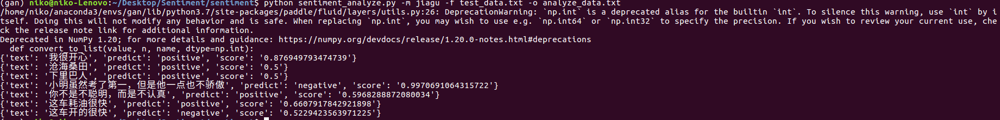 (gan) niko@niko-Lenovo:~/Desktop/Sentiment/sentiment$ python sentiment_analyze.py -m jiagu -f test_data.txt -o analyze_data.txt
/home/niko/anaconda3/envs/gan/lib/python3.7/site-packages/paddle/fluid/layers/utils.py:26: DeprecationWarning: `np.int` is a deprecated alias for the builtin `int`. To silence this warning, use `int` by i
tself. Doing this will not modify any behavior and is safe. When replacing `np.int`, you may wish to use e.g. `np.int64` or `np.int32` to specify the precision. If you wish to review your current use, che
ck the release note link for additional information.
Deprecated in NumPy 1.20; for more details and guidance: https://numpy.org/devdocs/release/1.20.0-notes.html#deprecations
  def convert_to_list(value, n, name, dtype=np.int):
{'text': '我很开心', 'predict': 'positive', 'score': '0.876949793474739'}
{'text': '沧海桑田', 'predict': 'positive', 'score': '0.5'}
{'text': '下里巴人', 'predict': 'positive', 'score': '0.5'}
{'text': '小明虽然考了第一，但是他一点也不骄傲', 'predict': 'negative', 'score': '0.9970691064315722'}
{'text': '你不是不聪明，而是不认真', 'predict': 'positive', 'score': '0.5968288872080034'}
{'text': '这车耗油很快', 'predict': 'positive', 'score': '0.6607917842921898'}
{'text': '这车开的很快', 'predict': 'negative', 'score': '0.5229423563971225'}